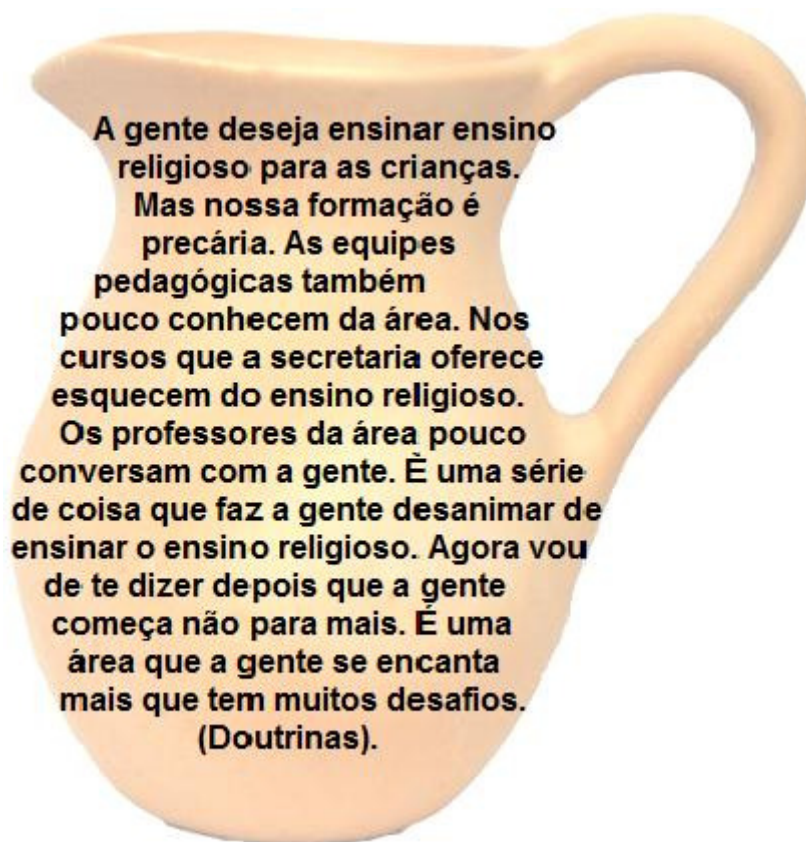 A gente deseja ensinar ensino
religioso para as crianças.
Mas nossa formação é
precária. As equipes
pedagógicas também
pouco conhecem da área. Nos
cursos que a secretaria oferece
esquecem do ensino religioso.
Os professores da área pouco
conversam com a gente. È uma série
de coisa que faz a gente desanimar de
ensinar o ensino religioso. Agora vou
de te dizer depois que a gente
começa não para mais. É uma
área que a gente se encanta
mais que tem muitos desafios.
(Doutrinas).